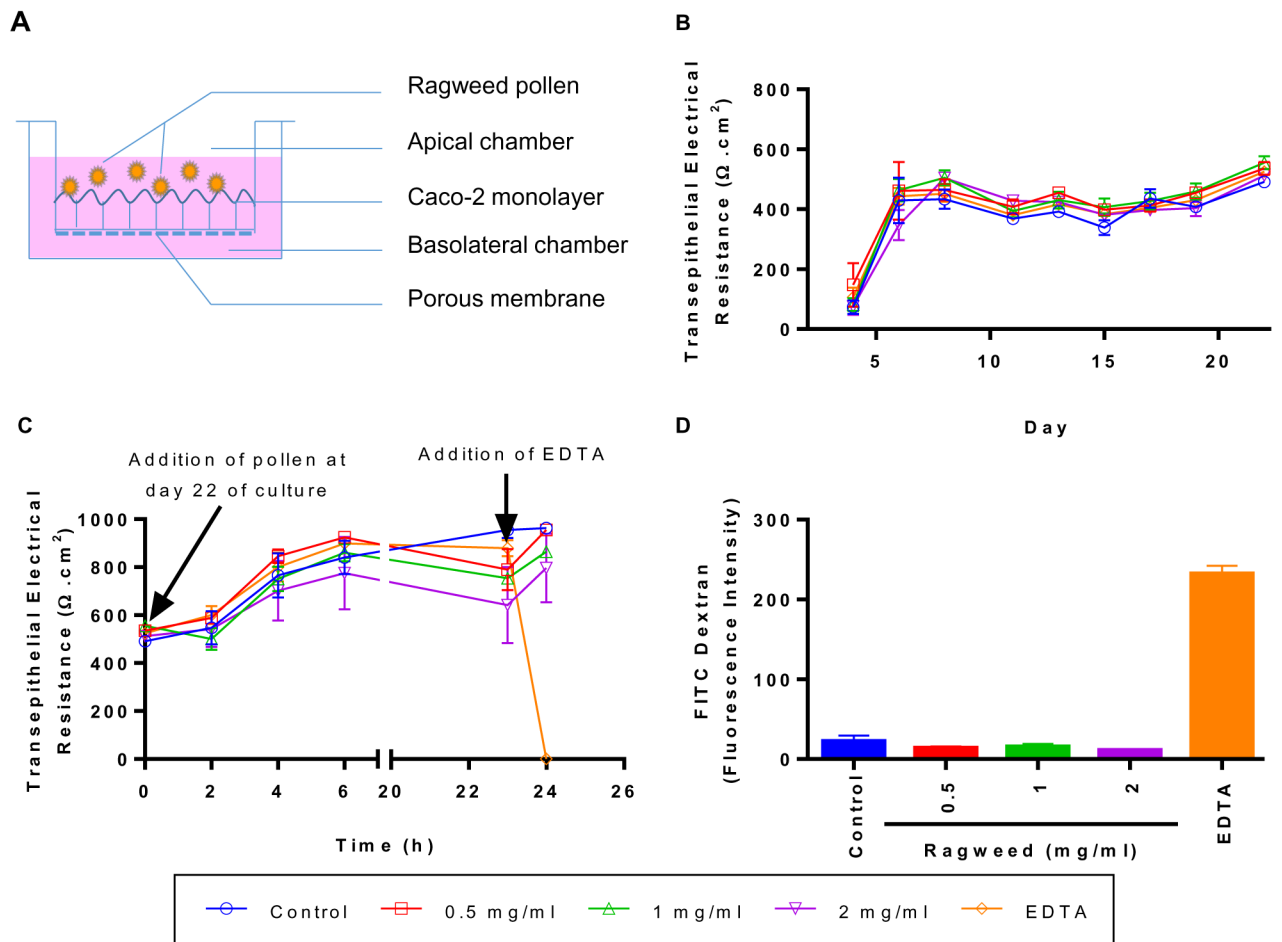 A
Ragweed pollen
Apical chamber
Caco-2 monolayer
Basolateral chamber
Porous membrane
B
Transepithelial Electrical
Resistance (Ω.cm²)
800
600
400
200
0
5
10
15
20
Day
C
Addition of pollen at
day 22 of culture
Addition of EDTA
Transepithelial Electrical
Resistance (Ω.cm²)
1000
800
600
400
200
0
0
2
4
6
20
22
24
26
Time (h)
D
FITC Dextran
(Fluorescence Intensity)
300
200
100
0
Control
0.5
1
2
EDTA
Ragweed (mg/ml)
Control
0.5 mg/ml
1 mg/ml
2 mg/ml
EDTA